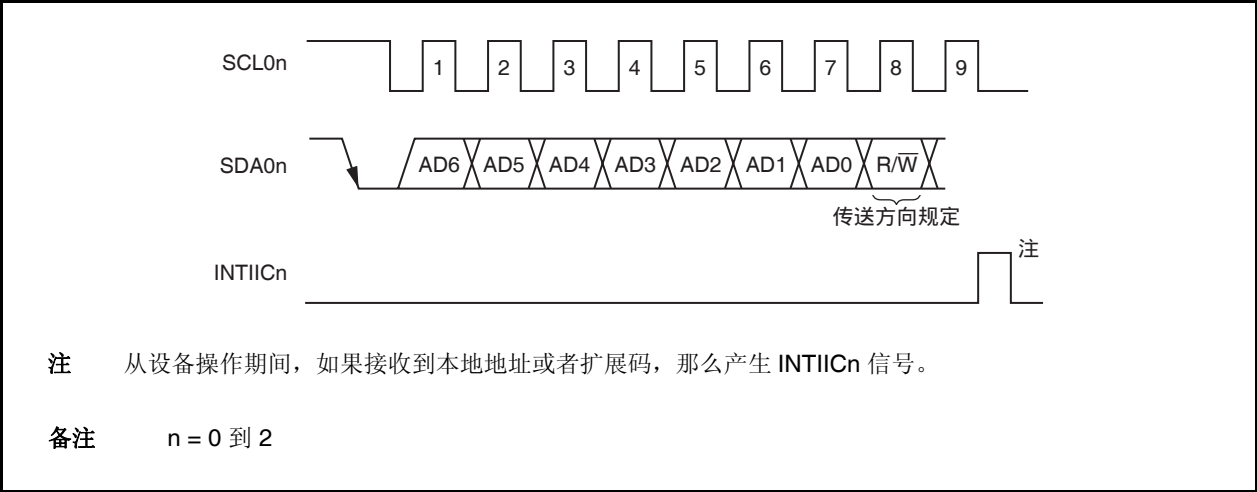 SCL0n 1 2 3 4 5 6 7 8 9
SDA0n AD6 AD5 AD4 AD3 AD2 AD1 AD0 R/W̅
传送方向规定
INTIICn 注
注 从设备操作期间，如果接收到本地地址或者扩展码，那么产生 INTIICn 信号。
备注 n = 0 到 2